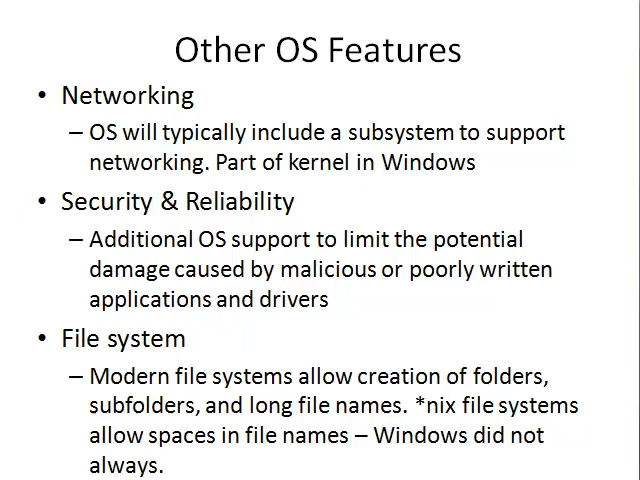 Other OS Features
• Networking
– OS will typically include a subsystem to support
networking. Part of kernel in Windows
• Security & Reliability
– Additional OS support to limit the potential
damage caused by malicious or poorly written
applications and drivers
• File system
– Modern file systems allow creation of folders,
subfolders, and long file names. *nix file systems
allow spaces in file names – Windows did not
always.